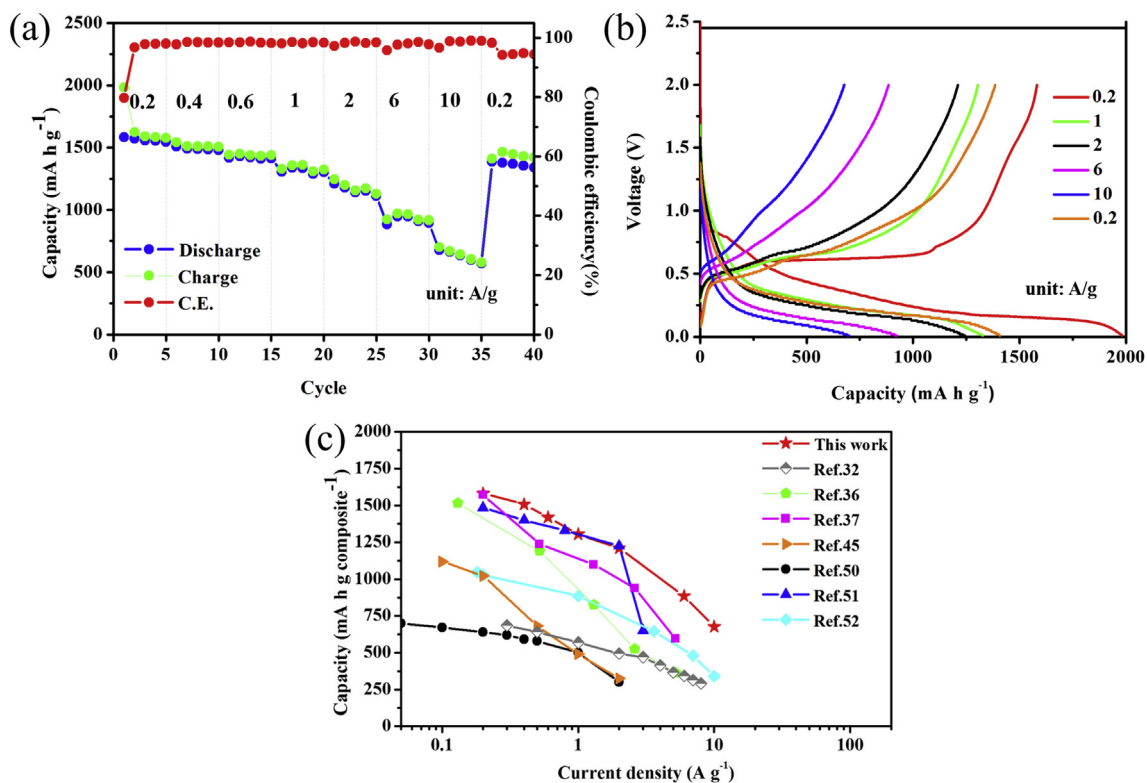 (a)
2500
2000
1500
1000
500
0
Capacity (mA h g-1)
0.2 0.4 0.6 1 2 6 10 0.2
Discharge
Charge
C.E.
unit: A/g
100
80
60
40
20
0
Coulombic efficiency(%)
0 5 10 15 20 25 30 35 40
Cycle
(b)
2.5
2.0
1.5
1.0
0.5
0.0
Voltage (V)
0.2
1
2
6
10
0.2
unit: A/g
0 500 1000 1500 2000
Capacity (mA h g-1)
(c)
2000
1750
1500
1250
1000
750
500
250
0
Capacity (mA h g composite-1)
This work
Ref.32
Ref.36
Ref.37
Ref.45
Ref.50
Ref.51
Ref.52
0.1 1 10 100
Current density (A g-1)